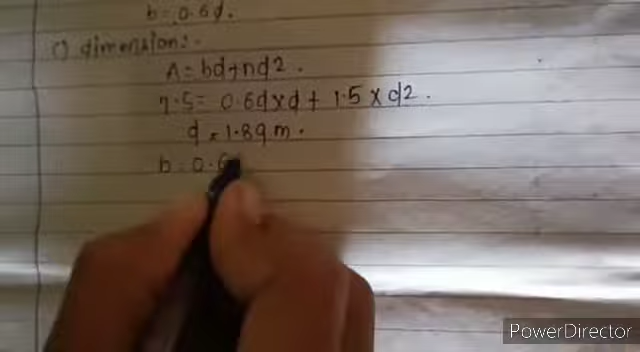 b = 0.6d.
c) dimension:-
A = bd + nd2.
7.5 = 0.6d x d + 1.5 x d2.
d = 1.89 m.
b = 0.6
PowerDirector